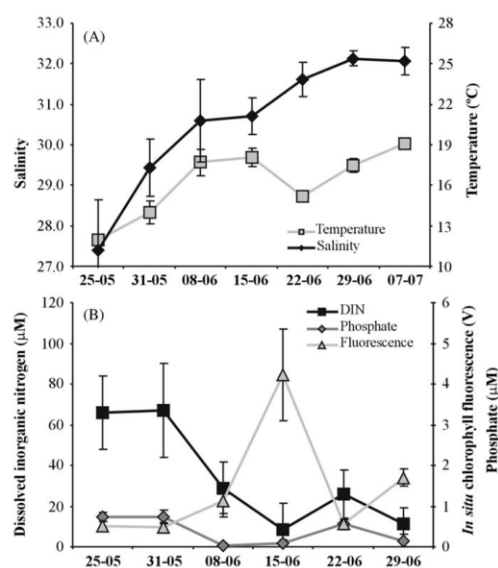 (A)
33.0
32.0
31.0
30.0
29.0
28.0
27.0
Salinity
28
25
22
19
16
13
10
Temperature (ºC)
Temperature
Salinity
25-05 31-05 08-06 15-06 22-06 29-06 07-07
(B)
120
100
80
60
40
20
0
Dissolved inorganic nitrogen (µM)
6
5
4
3
2
1
0
In situ chlorophyll fluorescence (V)
Phosphate (µM)
DIN
Phosphate
Fluorescence
25-05 31-05 08-06 15-06 22-06 29-06